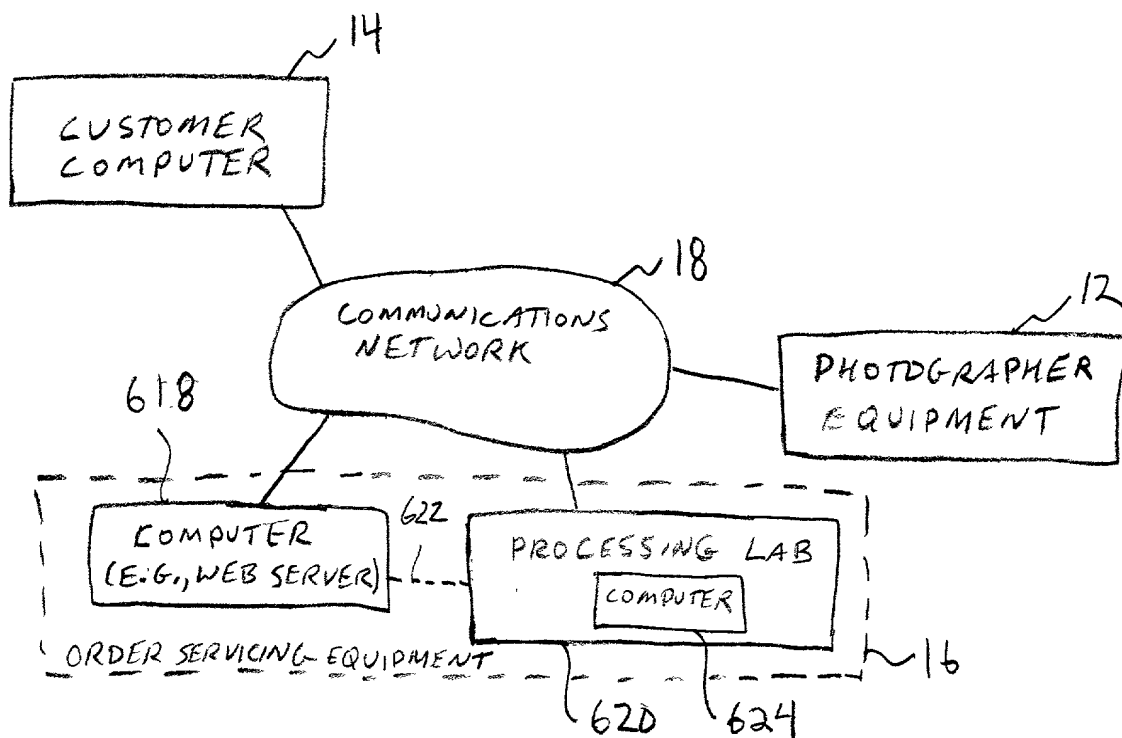 14
CUSTOMER
COMPUTER
18
COMMUNICATIONS
NETWORK
12
PHOTOGRAPHER
EQUIPMENT
618
622
COMPUTER
(E.G., WEB SERVER)
PROCESSING LAB
COMPUTER
ORDER SERVICING EQUIPMENT
16
620
624